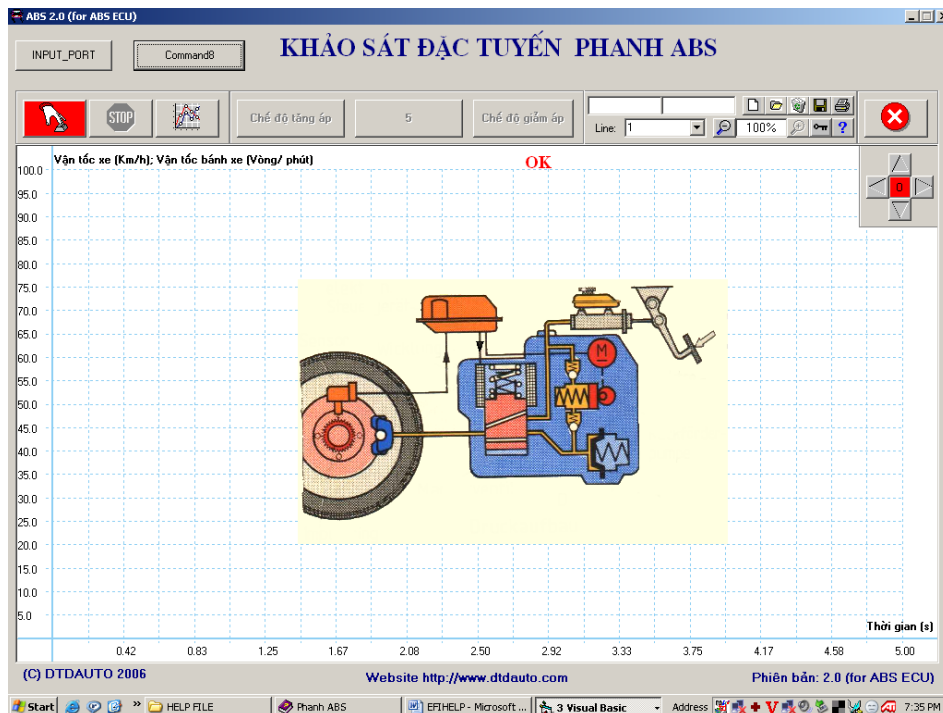 ABS 2.0 (for ABS ECU)
INPUT_PORT
Command8
KHẢO SÁT ĐẶC TUYẾN PHANH ABS
STOP
Chế độ tăng áp
5
Chế độ giảm áp
Line: 1
100%
?
Vận tốc xe (Km/h); Vận tốc bánh xe (Vòng/ phút)
OK
0
100.0
95.0
90.0
85.0
80.0
75.0
70.0
65.0
60.0
55.0
50.0
45.0
40.0
35.0
30.0
25.0
20.0
15.0
10.0
5.0
M
Thời gian (s)
0.42 0.83 1.25 1.67 2.08 2.50 2.92 3.33 3.75 4.17 4.58 5.00
(C) DTDAUTO 2006
Website http://www.dtdauto.com
Phiên bản: 2.0 (for ABS ECU)
Start
»
HELP FILE
Phanh ABS
EFIHELP - Microsoft ...
3 Visual Basic
Address
V
7:35 PM